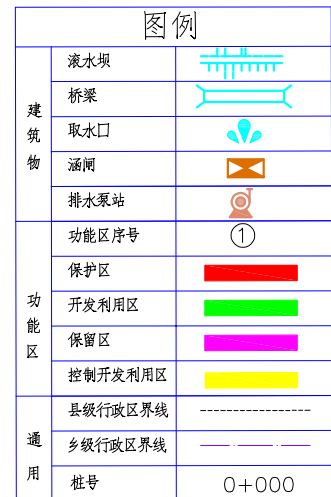 图例
建筑物
滚水坝
桥梁
取水口
涵闸
排水泵站
功能区
功能区序号
1
保护区
开发利用区
保留区
控制开发利用区
通用
县级行政区界线
乡级行政区界线
桩号
0+000